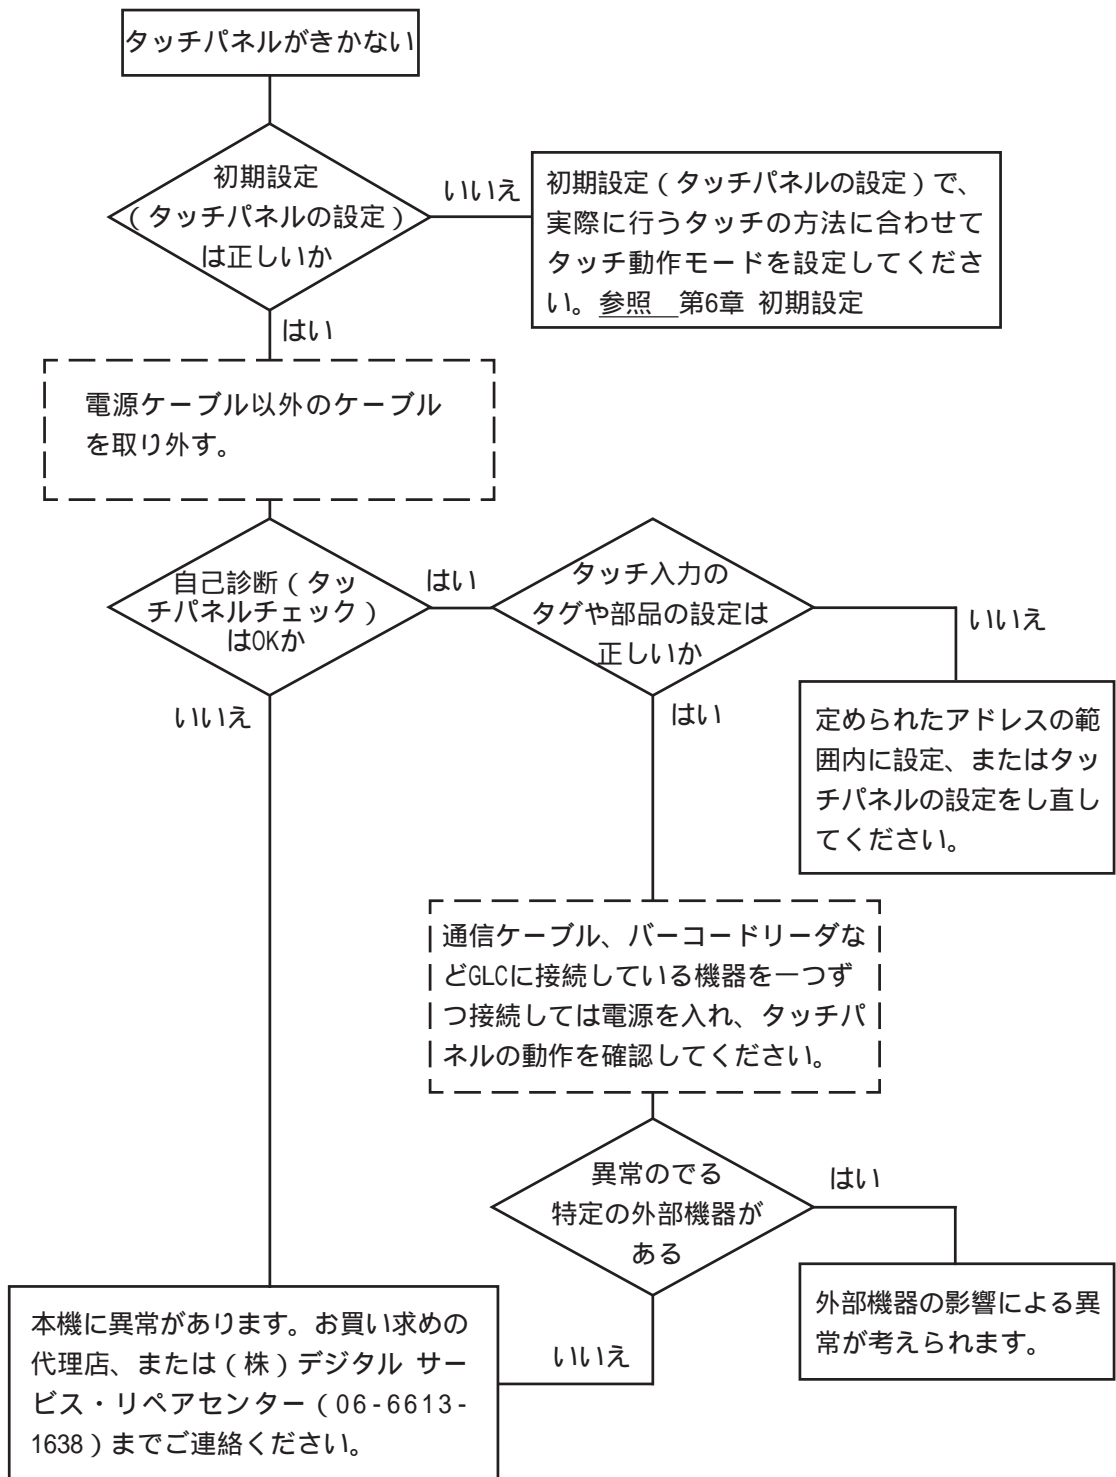 タッチパネルがきかない
初期設定
（タッチパネルの設定）
は正しいか
いいえ
初期設定（タッチパネルの設定）で、
実際に行うタッチの方法に合わせて
タッチ動作モードを設定してくださ
い。参照 第6章 初期設定
はい
電源ケーブル以外のケーブル
を取り外す。
自己診断（タッ
チパネルチェック）
はOKか
はい
タッチ入力の
タグや部品の設定は
正しいか
いいえ
いいえ
はい
定められたアドレスの範
囲内に設定、またはタッ
チパネルの設定をし直し
てください。
通信ケーブル、バーコードリーダな
どGLCに接続している機器を一つず
つ接続しては電源を入れ、タッチパ
ネルの動作を確認してください。
異常のでる
特定の外部機器が
ある
はい
外部機器の影響による異
常が考えられます。
いいえ
本機に異常があります。お買い求めの
代理店、または（株）デジタル サー
ビス・リペアセンター（06-6613-
1638）までご連絡ください。